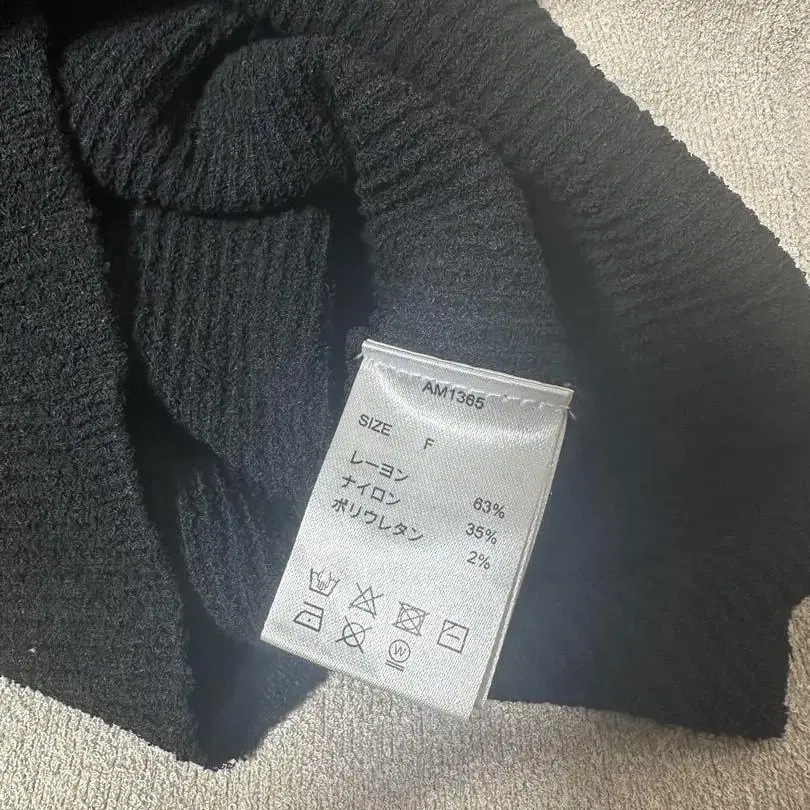 AM1365
SIZE F
レーヨン 63%
ナイロン 35%
ポリウレタン 2%
W